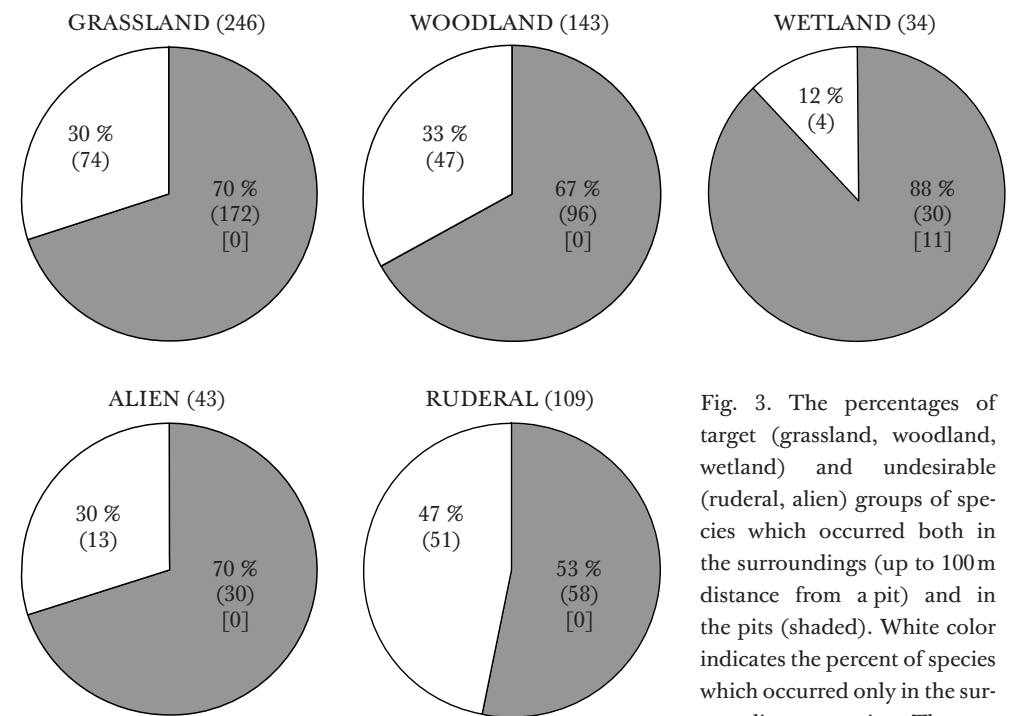 GRASSLAND (246)
WOODLAND (143)
WETLAND (34)
30 %
(74)
70 %
(172)
[0]
33 %
(47)
67 %
(96)
[0]
12 %
(4)
88 %
(30)
[11]
ALIEN (43)
RUDERAL (109)
30 %
(13)
70 %
(30)
[0]
47 %
(51)
53 %
(58)
[0]
Fig. 3. The percentages of
target (grassland, woodland,
wetland) and undesirable
(ruderal, alien) groups of spe-
cies which occurred both in
the surroundings (up to 100 m
distance from a pit) and in
the pits (shaded). White color
indicates the percent of species
which occurred only in the sur-